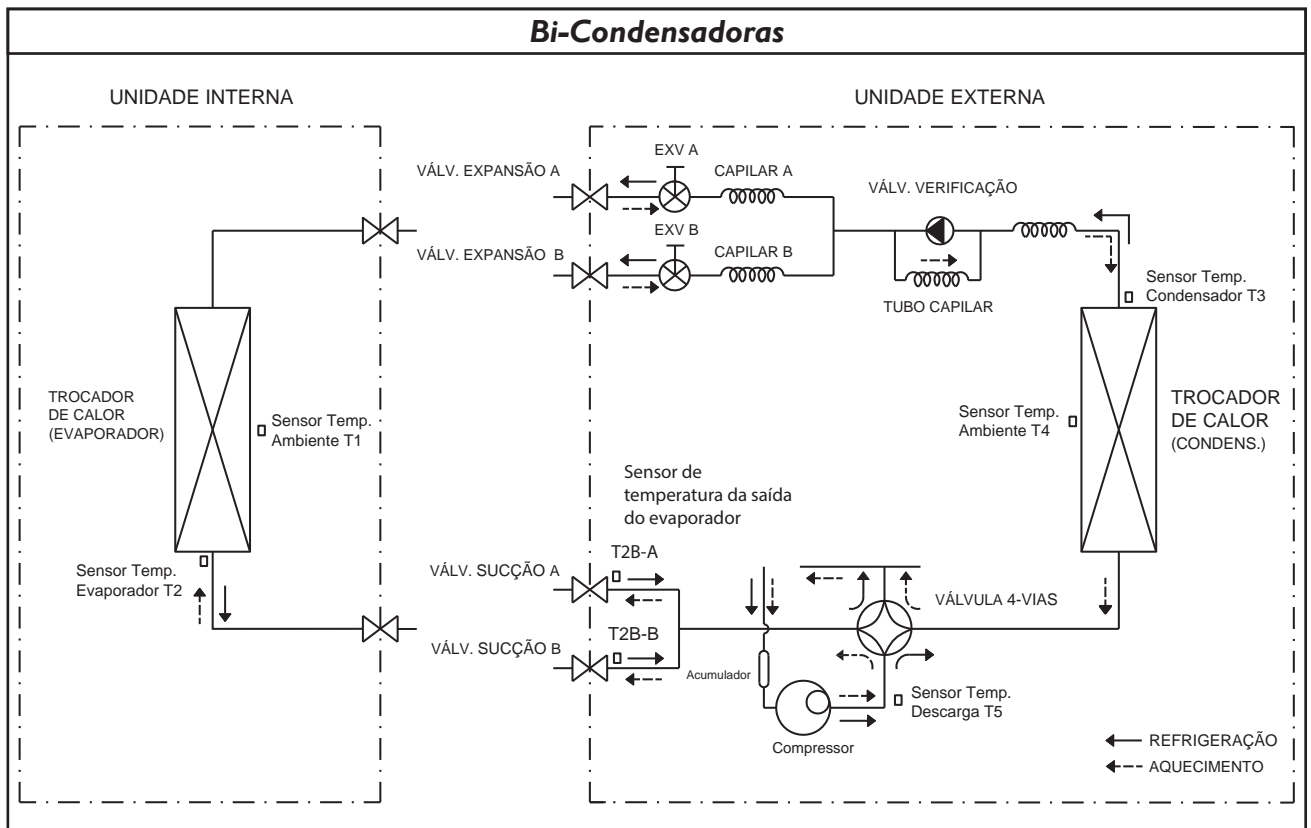 Bi-Condensadoras
UNIDADE INTERNA
UNIDADE EXTERNA
VÁLV. EXPANSÃO A
EXV A
CAPILAR A
VÁLV. VERIFICAÇÃO
VÁLV. EXPANSÃO B
EXV B
CAPILAR B
TUBO CAPILAR
Sensor Temp.
Condensador T3
TROCADOR
DE CALOR
(EVAPORADOR)
Sensor Temp.
Ambiente T1
Sensor Temp.
Ambiente T4
TROCADOR
DE CALOR
(CONDENS.)
Sensor de
temperatura da saída
do evaporador
Sensor Temp.
Evaporador T2
VÁLV. SUCÇÃO A
T2B-A
VÁLVULA 4-VIAS
VÁLV. SUCÇÃO B
T2B-B
Acumulador
Sensor Temp.
Descarga T5
Compressor
REFRIGERAÇÃO
AQUECIMENTO